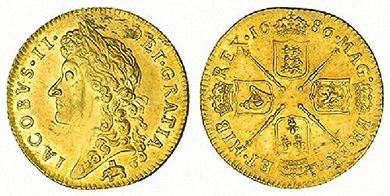 IACOBVS·II·
DEI·GRATIA
MAG·
BR·FRA·
ET·HIB·
REX·1686